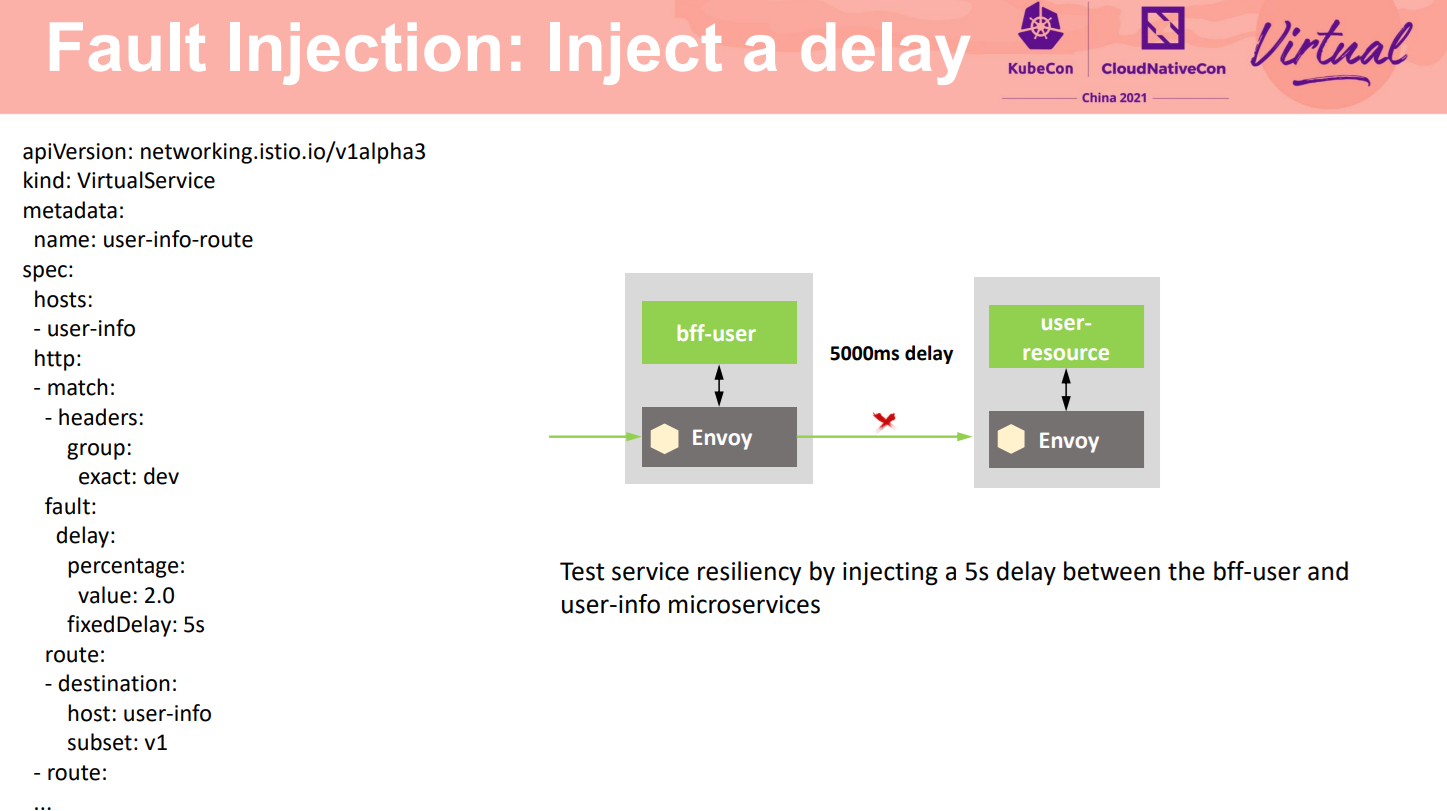 Fault Injection: Inject a delay
KubeCon
CloudNativeCon
China 2021
Virtual
apiVersion: networking.istio.io/v1alpha3
kind: VirtualService
metadata:
  name: user-info-route
spec:
  hosts:
  - user-info
  http:
  - match:
    - headers:
        group:
          exact: dev
    fault:
      delay:
        percentage:
          value: 2.0
        fixedDelay: 5s
    route:
    - destination:
        host: user-info
        subset: v1
  - route:
  ...
bff-user
Envoy
5000ms delay
user-
resource
Envoy
Test service resiliency by injecting a 5s delay between the bff-user and
user-info microservices